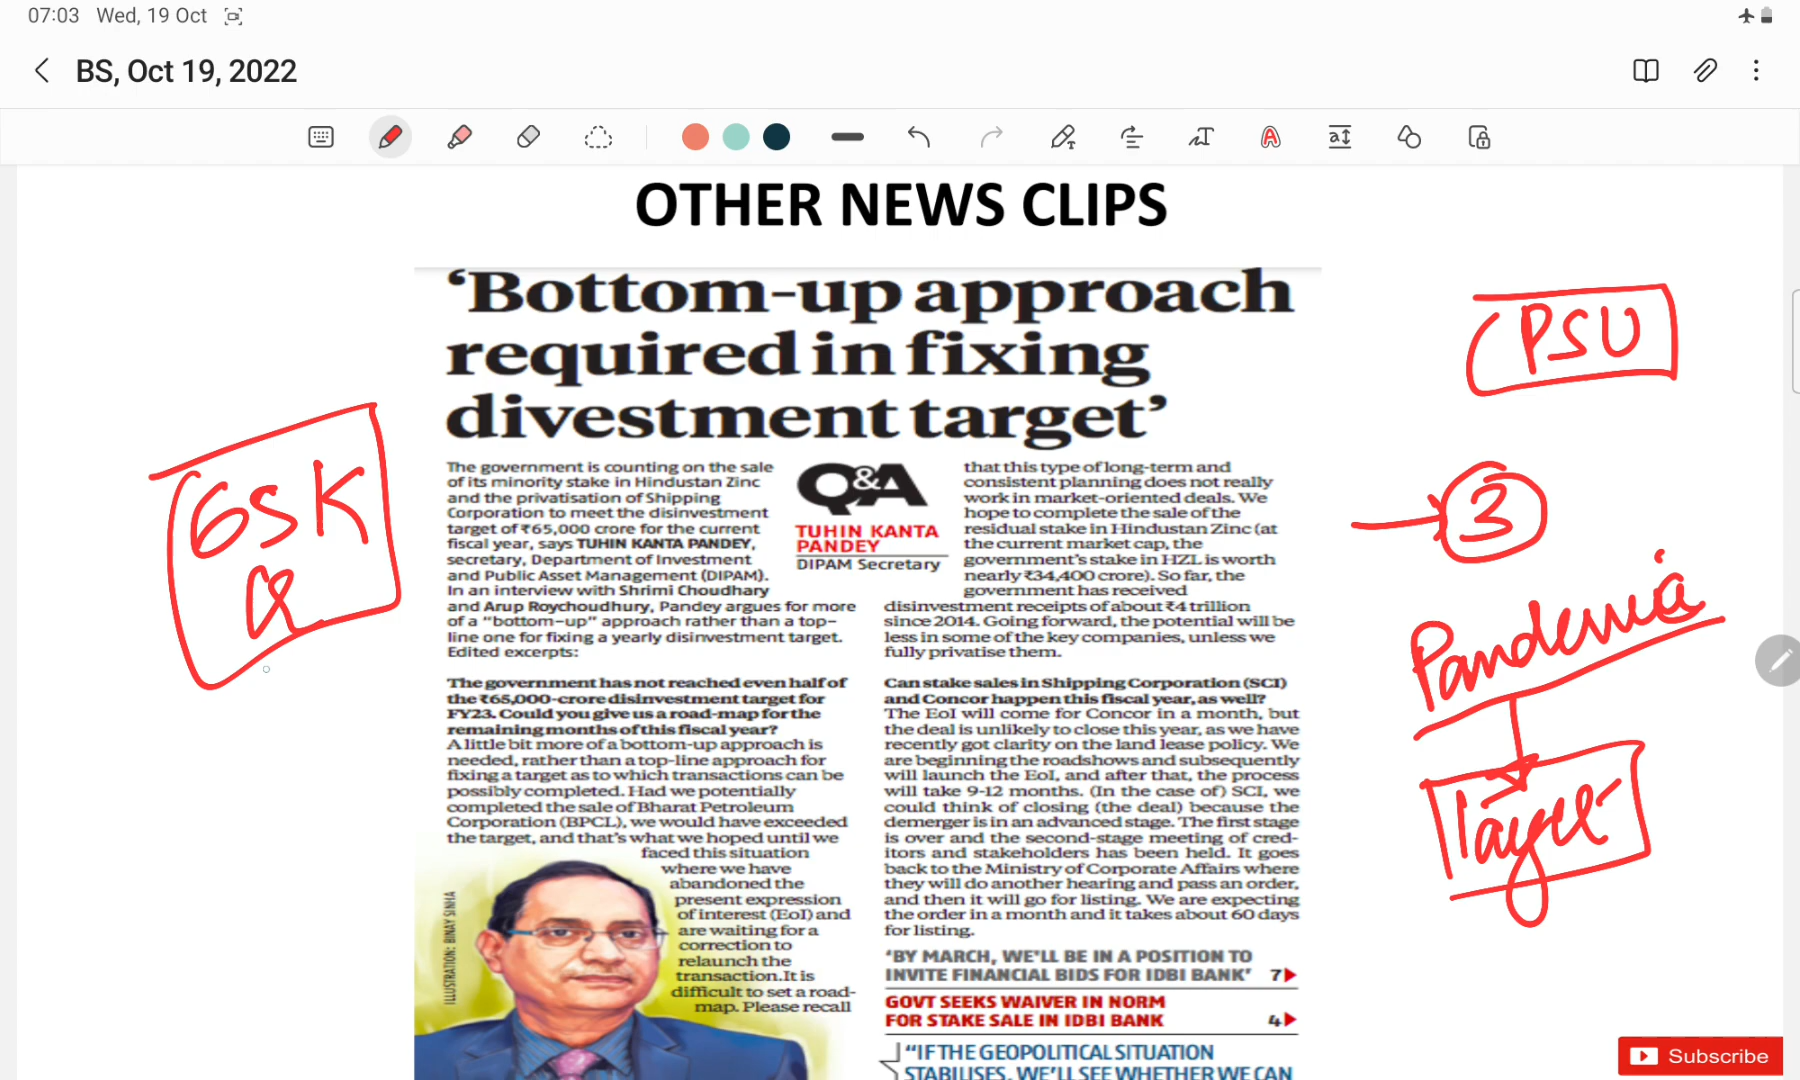 07:03 Wed, 19 Oct
BS, Oct 19, 2022
OTHER NEWS CLIPS
‘Bottom-up approach
required in fixing
divestment target’
The government is counting on the sale
of its minority stake in Hindustan Zinc
and the privatisation of Shipping
Corporation to meet the disinvestment
target of ₹65,000 crore for the current
fiscal year, says TUHIN KANTA PANDEY,
secretary, Department of Investment
and Public Asset Management (DIPAM).
In an interview with Shrimi Choudhary
and Arup Roychoudhury, Pandey argues for more
of a “bottom-up” approach rather than a top-
line one for fixing a yearly disinvestment target.
Edited excerpts:
Q&A
TUHIN KANTA
PANDEY
DIPAM Secretary
The government has not reached even half of
the ₹65,000-crore disinvestment target for
FY23. Could you give us a road-map for the
remaining months of this fiscal year?
A little bit more of a bottom-up approach is
needed, rather than a top-line approach for
fixing a target as to which transactions can be
possibly completed. Had we potentially
completed the sale of Bharat Petroleum
Corporation (BPCL), we would have exceeded
the target, and that’s what we hoped until we
faced this situation
where we have
abandoned the
present expression
of interest (EoI) and
are waiting for a
correction to
relaunch the
transaction.It is
difficult to set a road-
map. Please recall
ILLUSTRATION: BINAY SINHA
that this type of long-term and
consistent planning does not really
work in market-oriented deals. We
hope to complete the sale of the
residual stake in Hindustan Zinc (at
the current market cap, the
government’s stake in HZL is worth
nearly ₹34,400 crore). So far, the
government has received
disinvestment receipts of about ₹4 trillion
since 2014. Going forward, the potential will be
less in some of the key companies, unless we
fully privatise them.
Can stake sales in Shipping Corporation (SCI)
and Concor happen this fiscal year, as well?
The EoI will come for Concor in a month, but
the deal is unlikely to close this year, as we have
recently got clarity on the land lease policy. We
are beginning the roadshows and subsequently
will launch the EoI, and after that, the process
will take 9-12 months. (In the case of) SCI, we
could think of closing (the deal) because the
demerger is in an advanced stage. The first stage
is over and the second-stage meeting of cred-
itors and stakeholders has been held. It goes
back to the Ministry of Corporate Affairs where
they will do another hearing and pass an order,
and then it will go for listing. We are expecting
the order in a month and it takes about 60 days
for listing.
‘BY MARCH, WE’LL BE IN A POSITION TO
INVITE FINANCIAL BIDS FOR IDBI BANK’ 7
GOVT SEEKS WAIVER IN NORM
FOR STAKE SALE IN IDBI BANK 4
“IF THE GEOPOLITICAL SITUATION
STABILISES, WE’LL SEE WHETHER WE CAN
PSU
3
Pandemic
Target
Subscribe